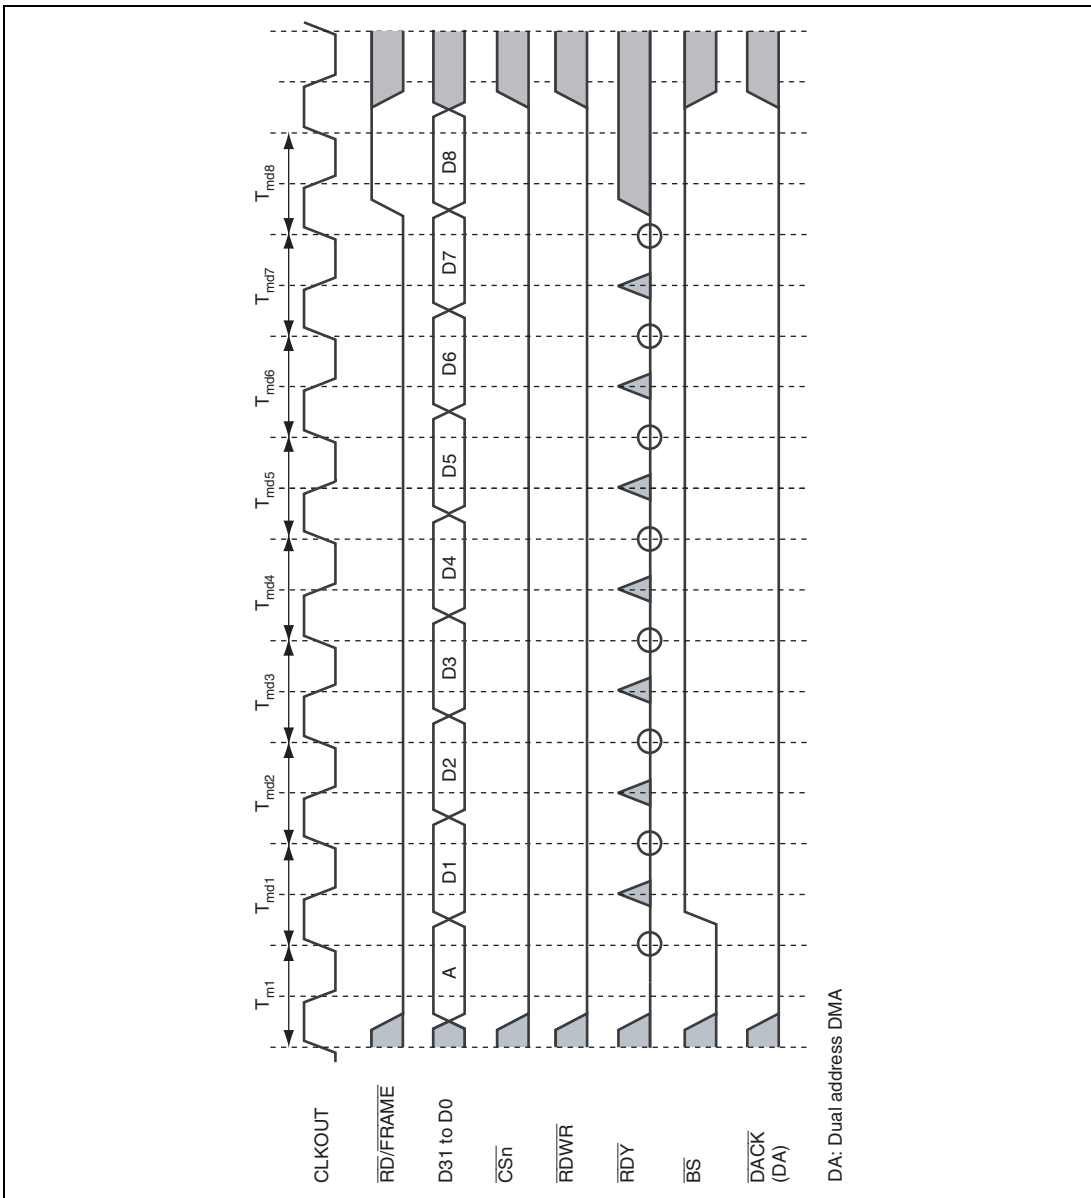 Tm1
Tmd1
Tmd2
Tmd3
Tmd4
Tmd5
Tmd6
Tmd7
Tmd8
CLKOUT
RD/FRAME
D31 to D0
A
D1
D2
D3
D4
D5
D6
D7
D8
CSn
RDWR
RDY
BS
DACK
(DA)
DA: Dual address DMA